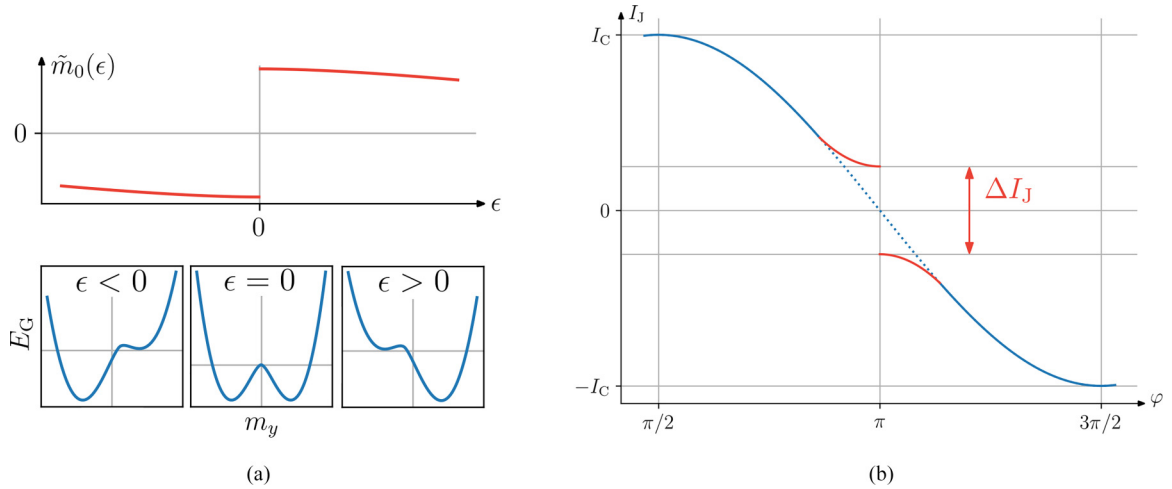 m̃₀(ϵ)
0
0
ϵ
ϵ < 0
ϵ = 0
ϵ > 0
E_G
m_y
(a)
I_J
I_C
0
−I_C
ΔI_J
π/2
π
3π/2
φ
(b)